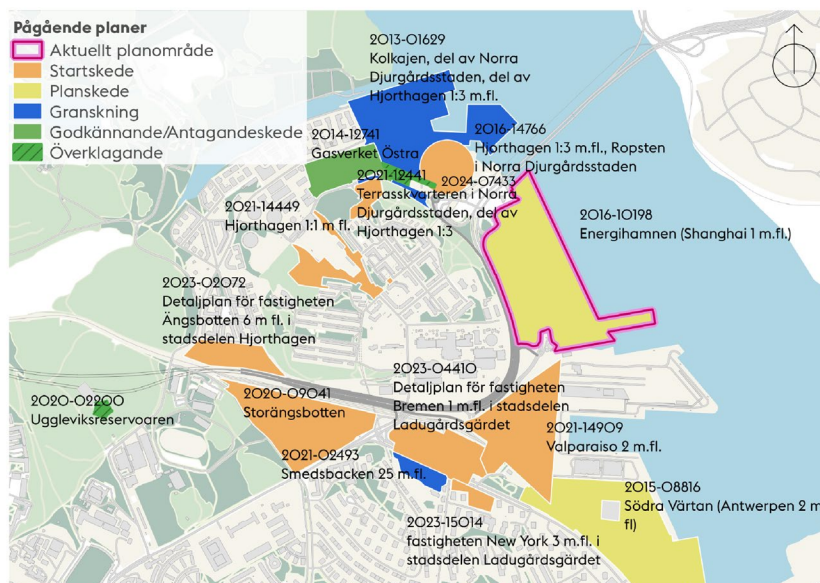 Pågående planer
Aktuellt planområde
Startskede
Planskede
Granskning
Godkännande/Antagandeskede
Överklagande
2013-01629
Kolkajen, del av Norra
Djurgårdsstaden, del av
Hjorthagen 1:3 m.fl.
2014-12741
Gasverket Östra
2016-14766
Hjorthagen 1:3 m.fl., Ropsten
i Norra Djurgårdsstaden
2021-12441
2024-07433
Terrasskvarteren i Norra
Djurgårdsstaden, del av
Hjorthagen 1:3
2021-14449
Hjorthagen 1:1 m fl.
2016-10198
Energihamnen (Shanghai 1 m.fl.)
2023-02072
Detaljplan för fastigheten
Ängsbotten 6 m fl. i
stadsdelen Hjorthagen
2023-04410
Detaljplan för fastigheten
Bremen 1 m.fl. i stadsdelen
Ladugårdsgärdet
2020-02200
Uggleviksreservoaren
2020-09041
Storängsbotten
2021-14909
Valparaiso 2 m.fl.
2021-02493
Smedsbacken 25 m.fl.
2015-08816
Södra Värtan (Antwerpen 2 m
fl)
2023-15014
fastigheten New York 3 m.fl. i
stadsdelen Ladugårdsgärdet